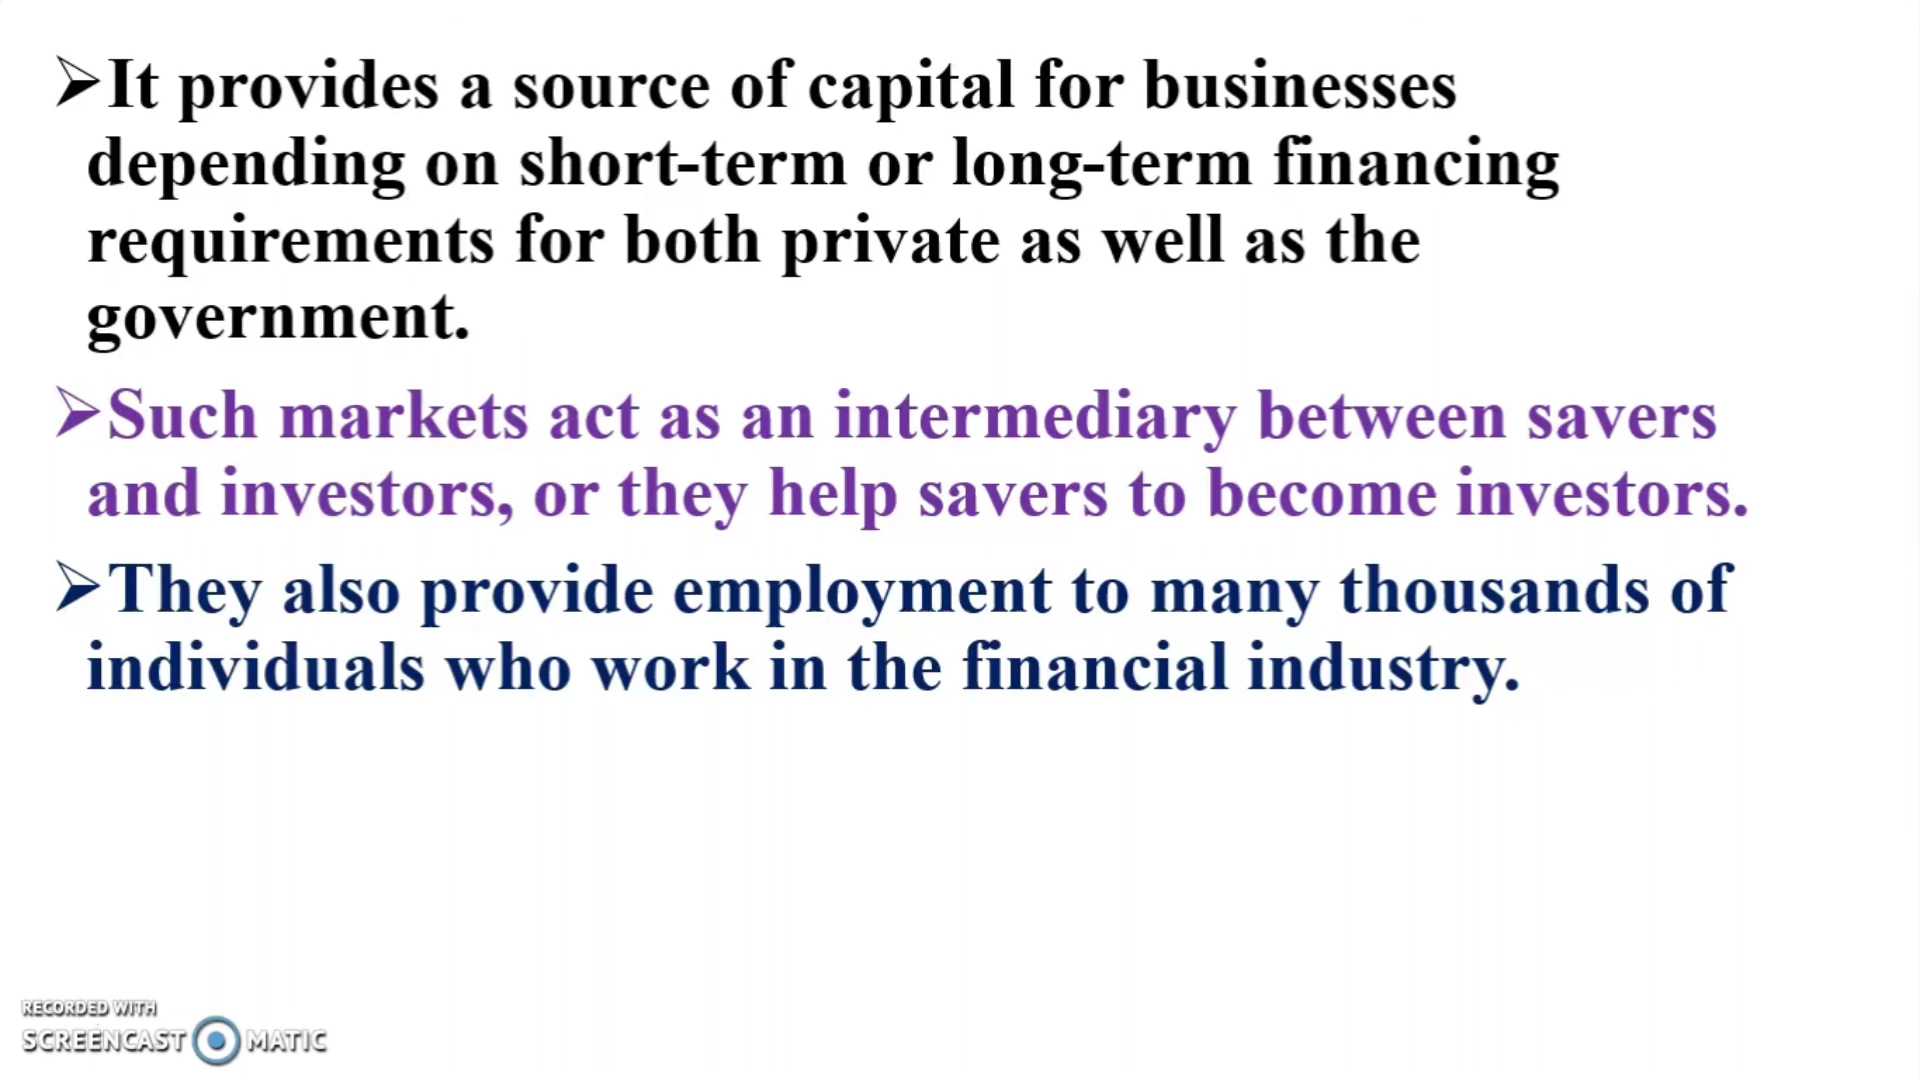 ➢It provides a source of capital for businesses
depending on short-term or long-term financing
requirements for both private as well as the
government.
➢Such markets act as an intermediary between savers
and investors, or they help savers to become investors.
➢They also provide employment to many thousands of
individuals who work in the financial industry.
RECORDED WITH
SCREENCAST MATIC